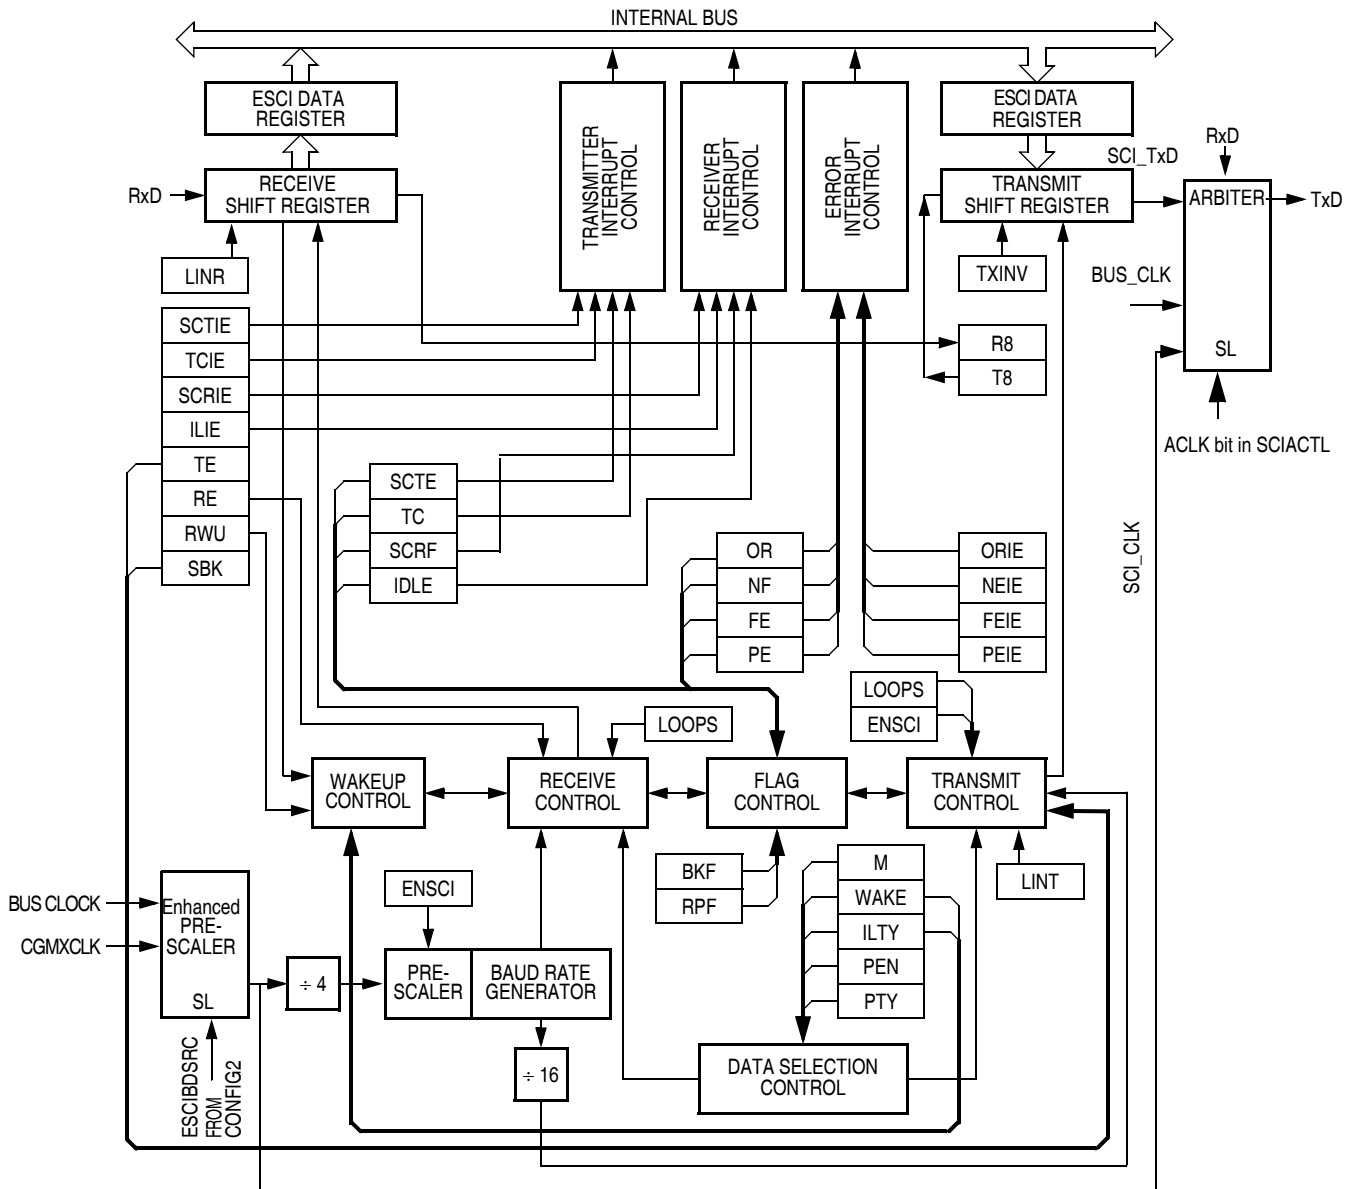 INTERNAL BUS
ESCI DATA
REGISTER
RxD
RECEIVE
SHIFT REGISTER
LINR
TRANSMITTER
INTERRUPT
CONTROL
RECEIVER
INTERRUPT
CONTROL
ERROR
INTERRUPT
CONTROL
ESCI DATA
REGISTER
TRANSMIT
SHIFT REGISTER
TXINV
SCI_TxD
RxD
ARBITER
TxD
BUS_CLK
SL
ACLK bit in SCIACTL
R8
T8
SCTIE
TCIE
SCRIE
ILIE
TE
RE
RWU
SBK
SCTE
TC
SCRF
IDLE
OR
NF
FE
PE
ORIE
NEIE
FEIE
PEIE
SCI_CLK
LOOPS
LOOPS
ENSCI
WAKEUP
CONTROL
RECEIVE
CONTROL
FLAG
CONTROL
TRANSMIT
CONTROL
BKF
RPF
M
WAKE
ILTY
PEN
PTY
LINT
BUS CLOCK
CGMXCLK
Enhanced
PRE-
SCALER
SL
ESCIBDSRC
FROM
CONFIG2
÷ 4
ENSCI
PRE-
SCALER
BAUD RATE
GENERATOR
÷ 16
DATA SELECTION
CONTROL